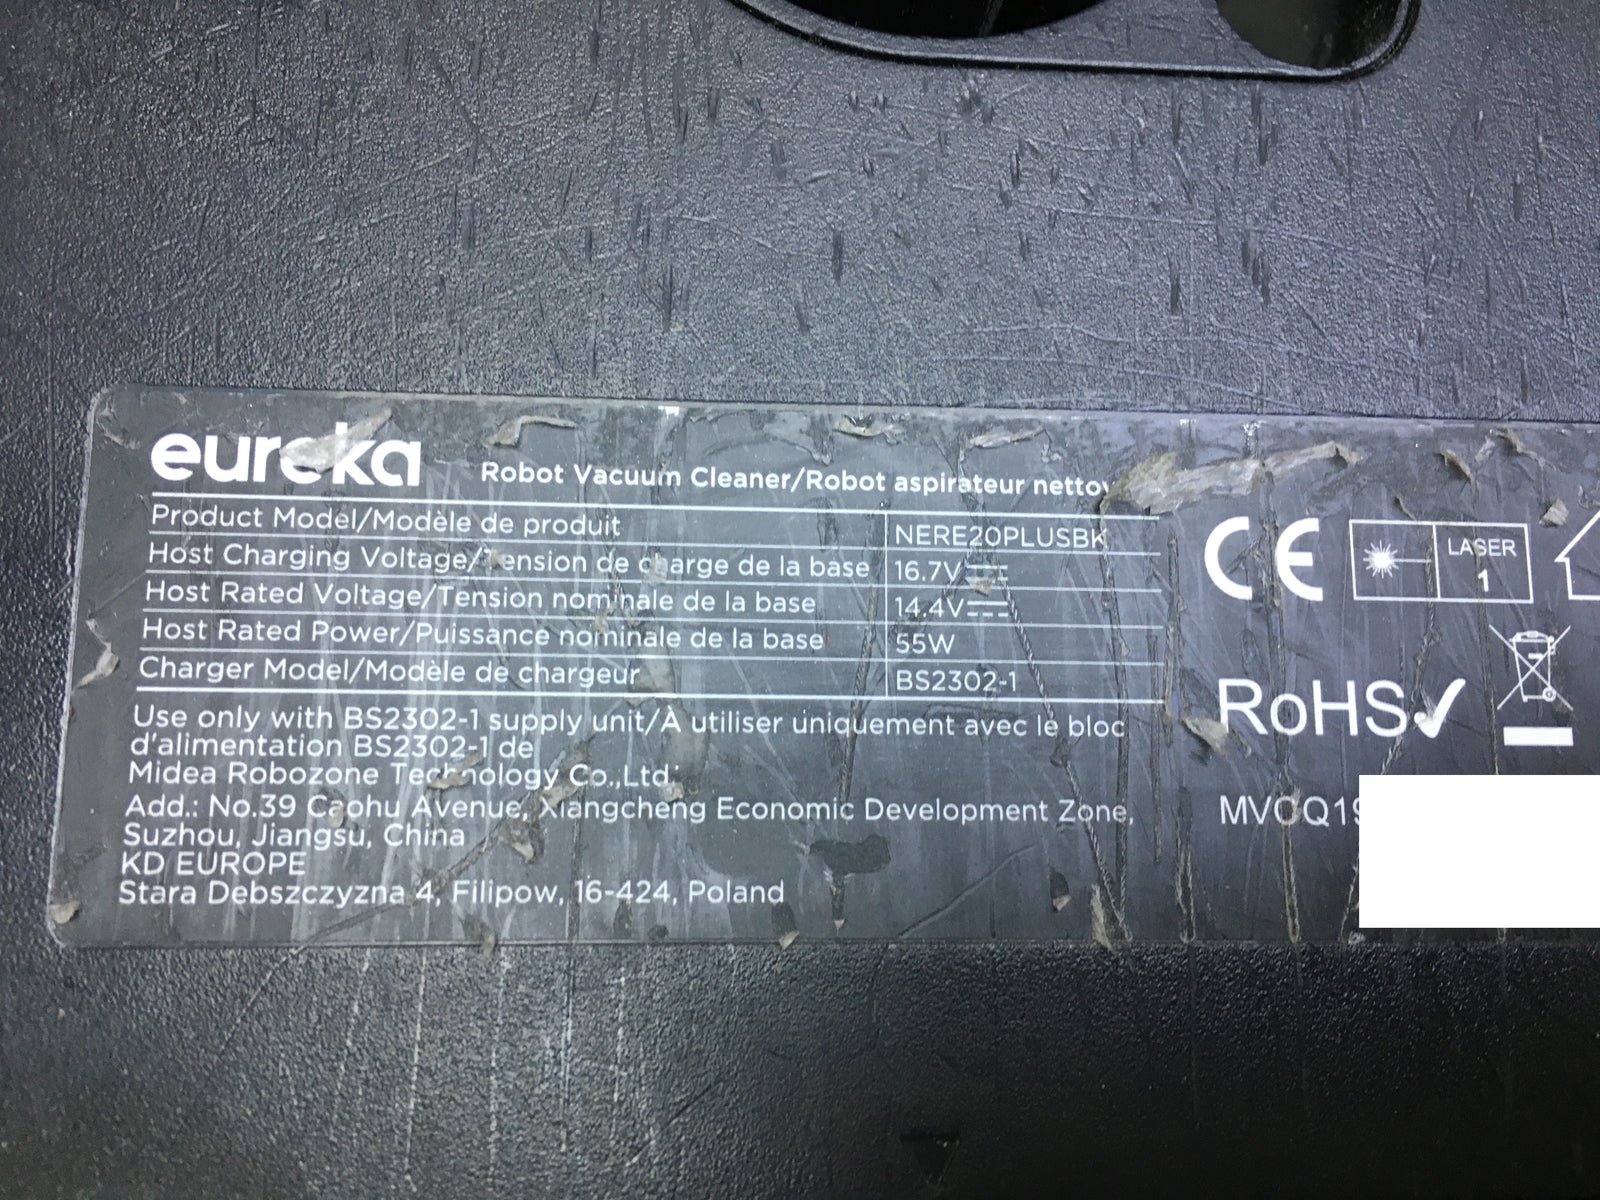 eureka
Robot Vacuum Cleaner/Robot aspirateur
Product Model/Modèle de produit NERE20PLUSBK
Host Charging Voltage/Tension de charge de la base 16.7V
Host Rated Voltage/Tension nominale de la base 14.4V
Host Rated Power/Puissance nominale de la base 55W
Charger Model/Modèle de chargeur BS2302-1
Use only with BS2302-1 supply unit/À utiliser uniquement avec le bloc
d'alimentation BS2302-1 de
Midea Robozone Technology Co.,Ltd.
Add.: No.39 Caohu Avenue, Xiangcheng Economic Development Zone,
Suzhou, Jiangsu, China
KD EUROPE
Stara Debszczyzna 4, Filipow, 16-424, Poland
CE
LASER
1
RoHS